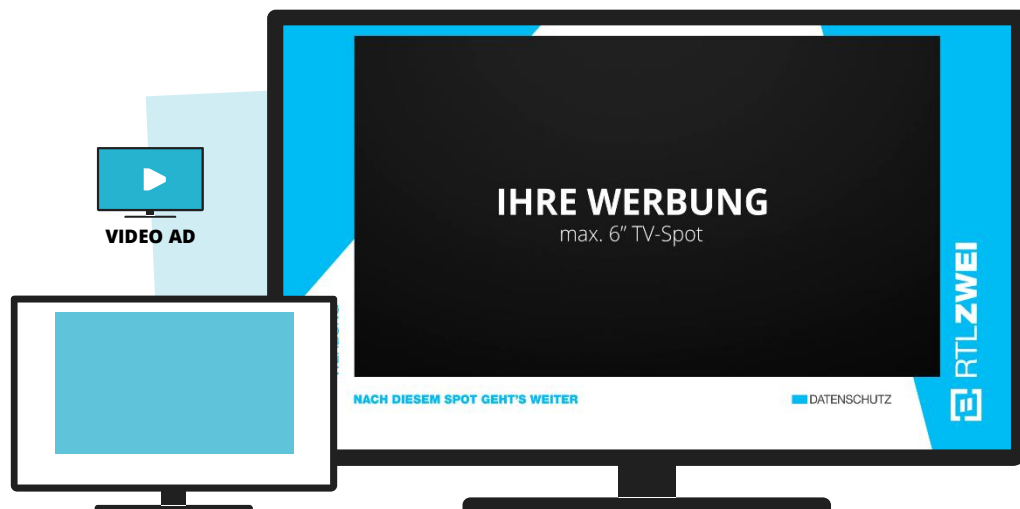 IHRE WERBUNG
max. 6” TV-Spot
VIDEO AD
RTLZWEI
NACH DIESEM SPOT GEHT'S WEITER
DATENSCHUTZ